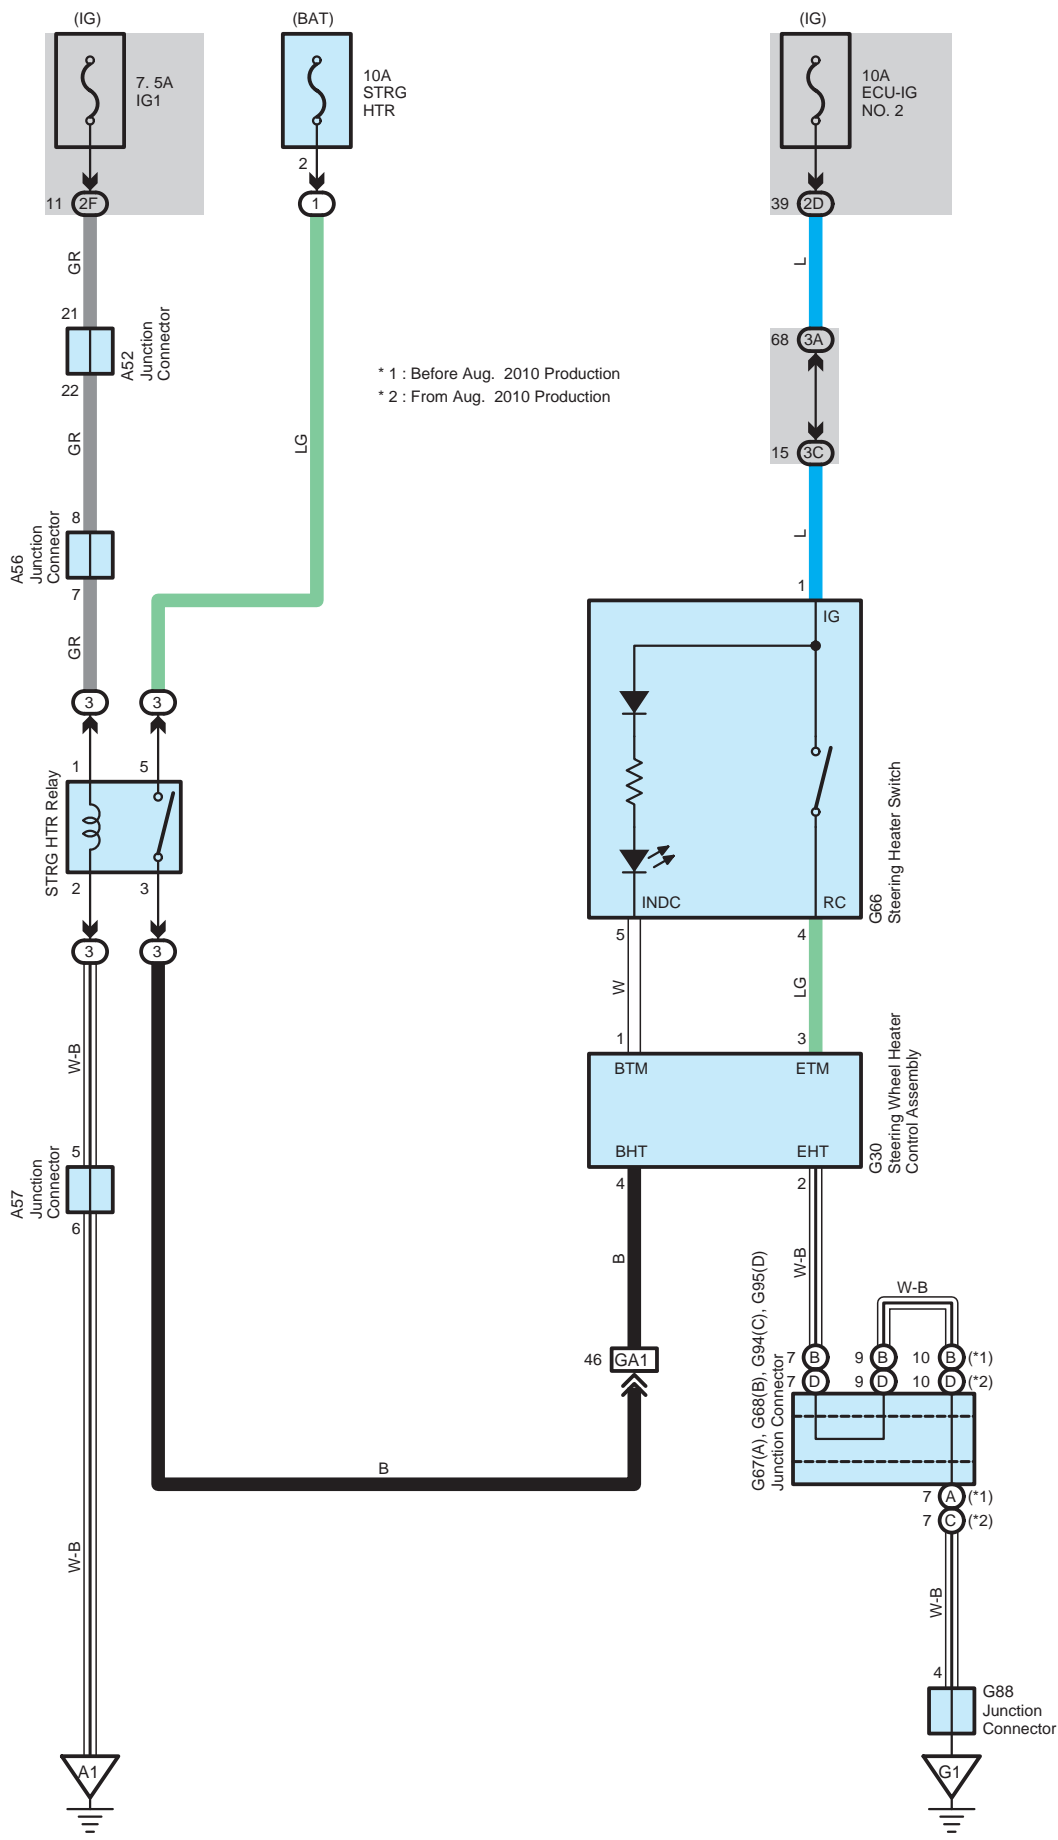 (IG)
(BAT)
(IG)
7. 5A
IG1
10A
STRG
HTR
10A
ECU-IG
NO. 2
2
11
2F
1
39
2D
GR
L
21
A52
Junction
Connector
22
68
3A
* 1 : Before Aug. 2010 Production
* 2 : From Aug. 2010 Production
GR
LG
15
3C
8
A56
Junction
Connector
7
L
1
GR
3
3
IG
1
5
STRG HTR Relay
2
3
INDC
RC
G66
Steering Heater Switch
3
3
5
4
W
LG
1
3
W-B
BTM
ETM
BHT
EHT
G30
Steering Wheel Heater
Control Assembly
5
A57
Junction
Connector
6
4
2
B
W-B
W-B
G67(A), G68(B), G94(C), G95(D)
Junction Connector
46
GA1
7
B
9
B
10
B
(*1)
7
D
9
D
10
D
(*2)
B
7
A
(*1)
7
C
(*2)
W-B
W-B
4
G88
Junction
Connector
A1
G1